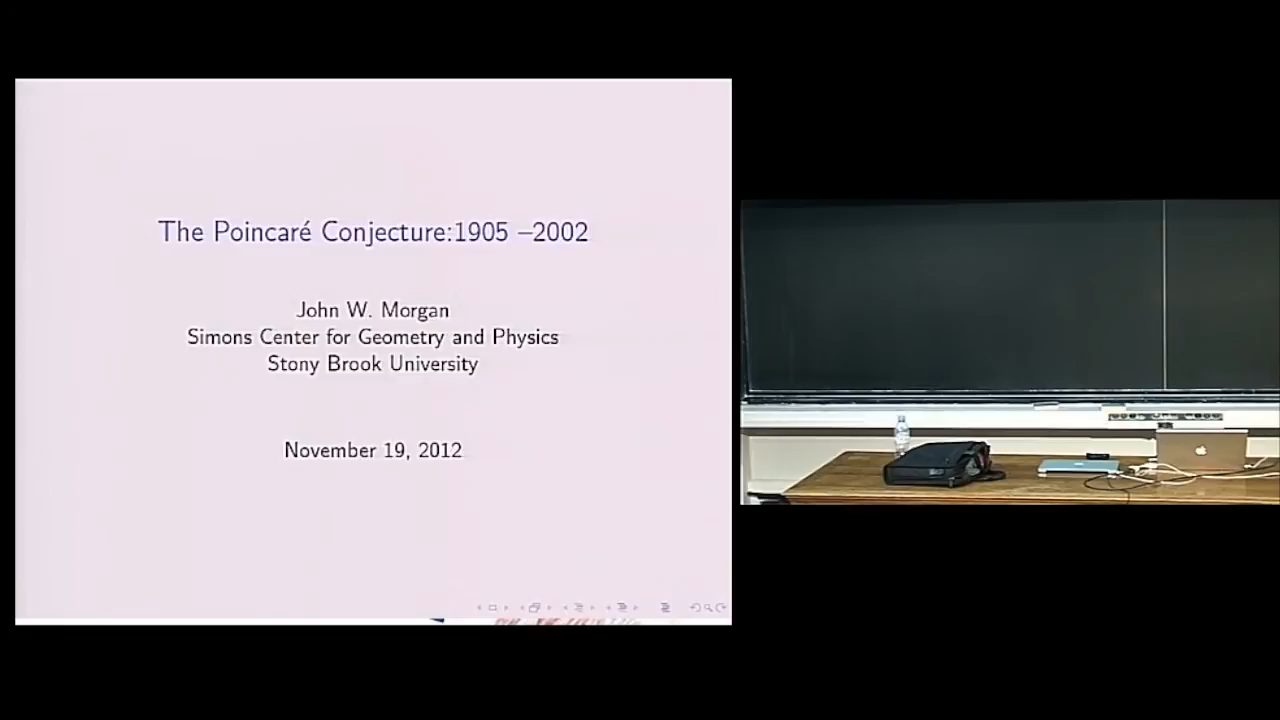 The Poincaré Conjecture:1905 –2002
John W. Morgan
Simons Center for Geometry and Physics
Stony Brook University
November 19, 2012